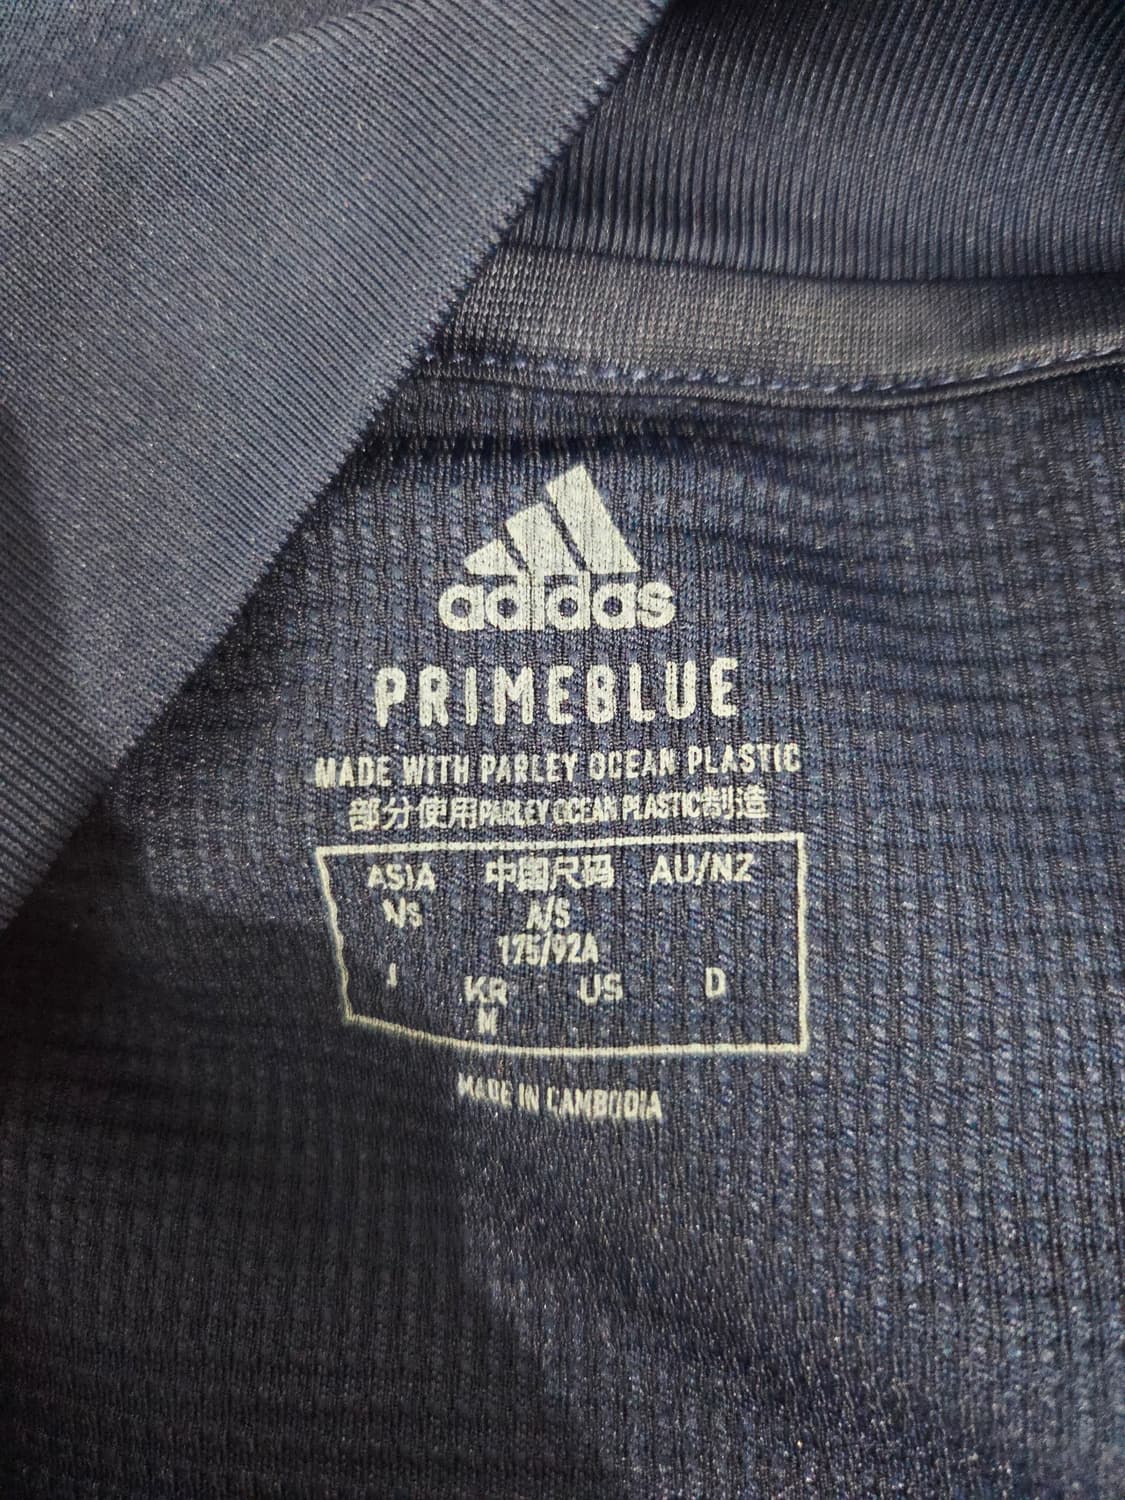 adidas
PRIMEBLUE
MADE WITH PARLEY OCEAN PLASTIC
部分使用PARLEY OCEAN PLASTIC制造
ASIA 中国尺码 AU/NZ
A/S A/S
175/92A
J KR US D
M
MADE IN CAMBODIA